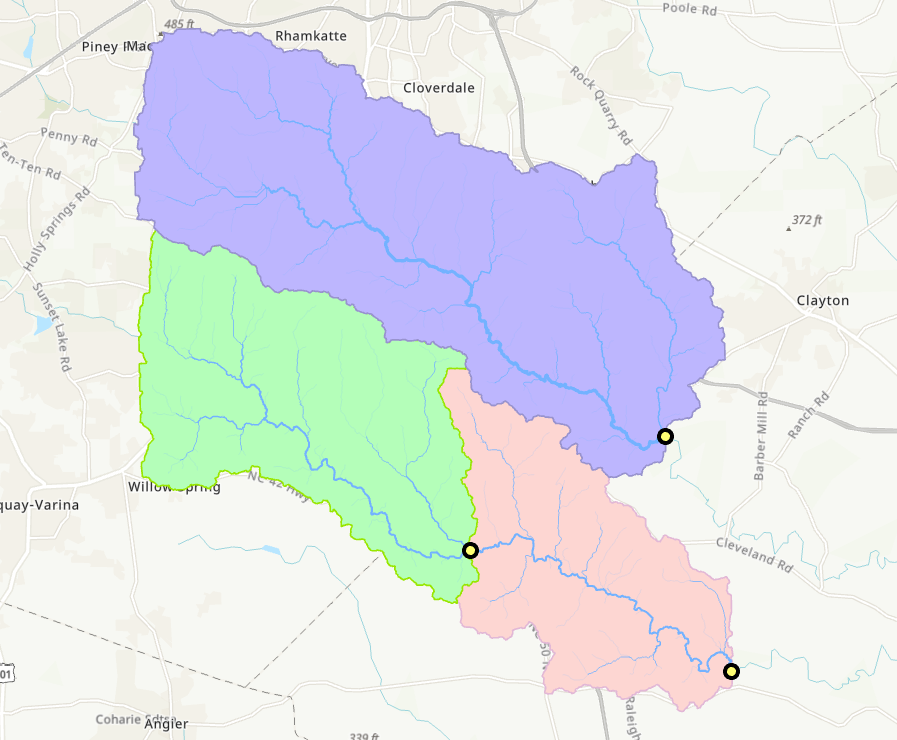 Poole Rd
485 ft
Rhamkatte
Piney
Cloverdale
Rock Quarry Rd
Penny Rd
Ten-Ten Rd
Holly Springs Rd
372 ft
Sunset Lake Rd
Clayton
Barber Mill Rd
Ranch Rd
Willow Spring
NC 42 Hwy
quay-Varina
Cleveland Rd
01
Coharie
Angier
Raleigh
339 ft